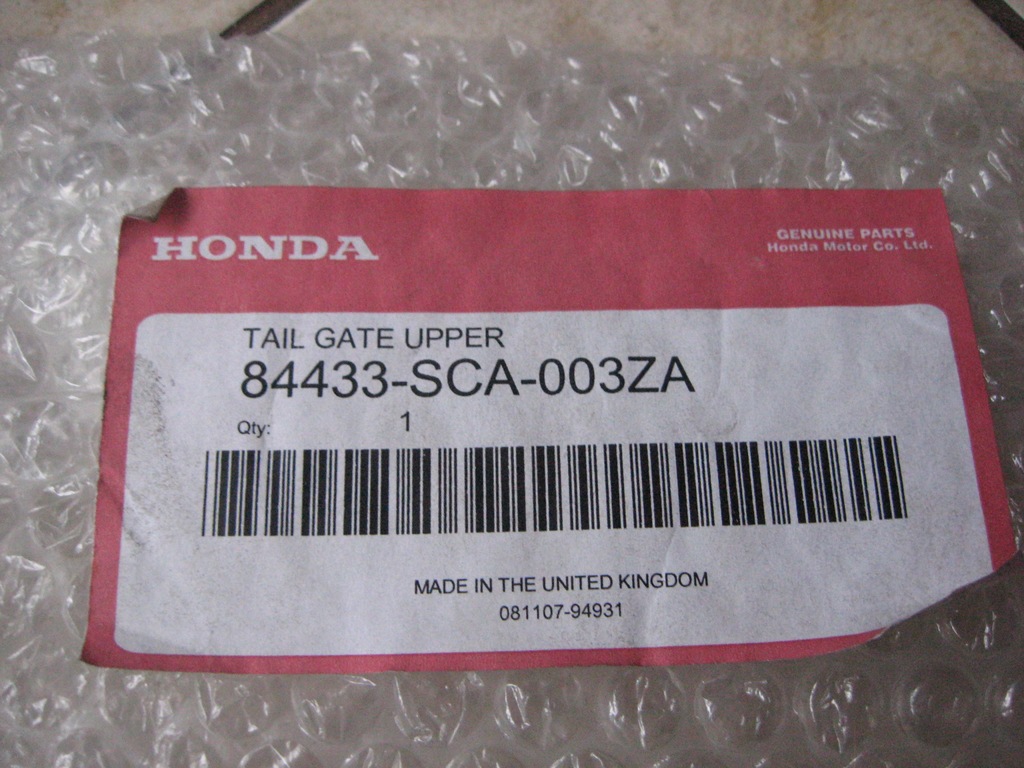 HONDA
GENUINE PARTS
Honda Motor Co. Ltd.
TAIL GATE UPPER
84433-SCA-003ZA
Qty: 1
MADE IN THE UNITED KINGDOM
081107-94931